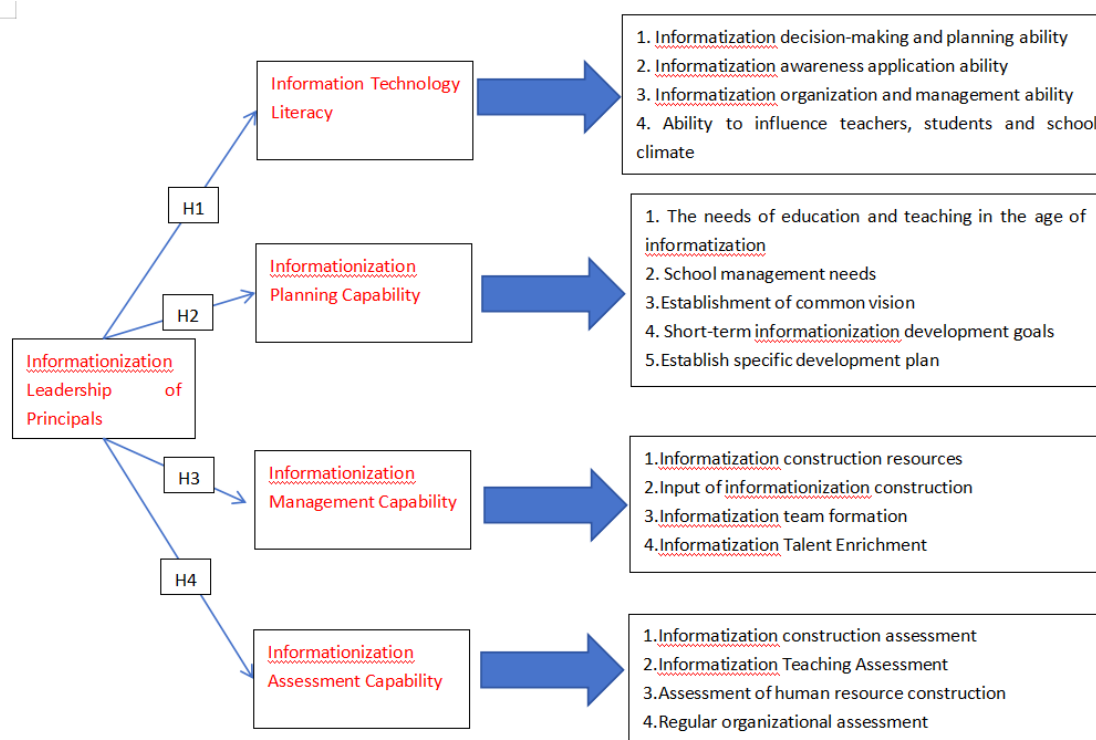 Information Technology
Literacy
1. Informatization decision-making and planning ability
2. Informatization awareness application ability
3. Informatization organization and management ability
4. Ability to influence teachers, students and school
climate
H1
Informationization
Planning Capability
1. The needs of education and teaching in the age of
informatization
2. School management needs
3.Establishment of common vision
4. Short-term informationization development goals
5.Establish specific development plan
H2
Informationization
Leadership of
Principals
H3
Informationization
Management Capability
1.Informatization construction resources
2.Input of informationization construction
3.Informatization team formation
4.Informatization Talent Enrichment
H4
Informationization
Assessment Capability
1.Informatization construction assessment
2.Informatization Teaching Assessment
3.Assessment of human resource construction
4.Regular organizational assessment